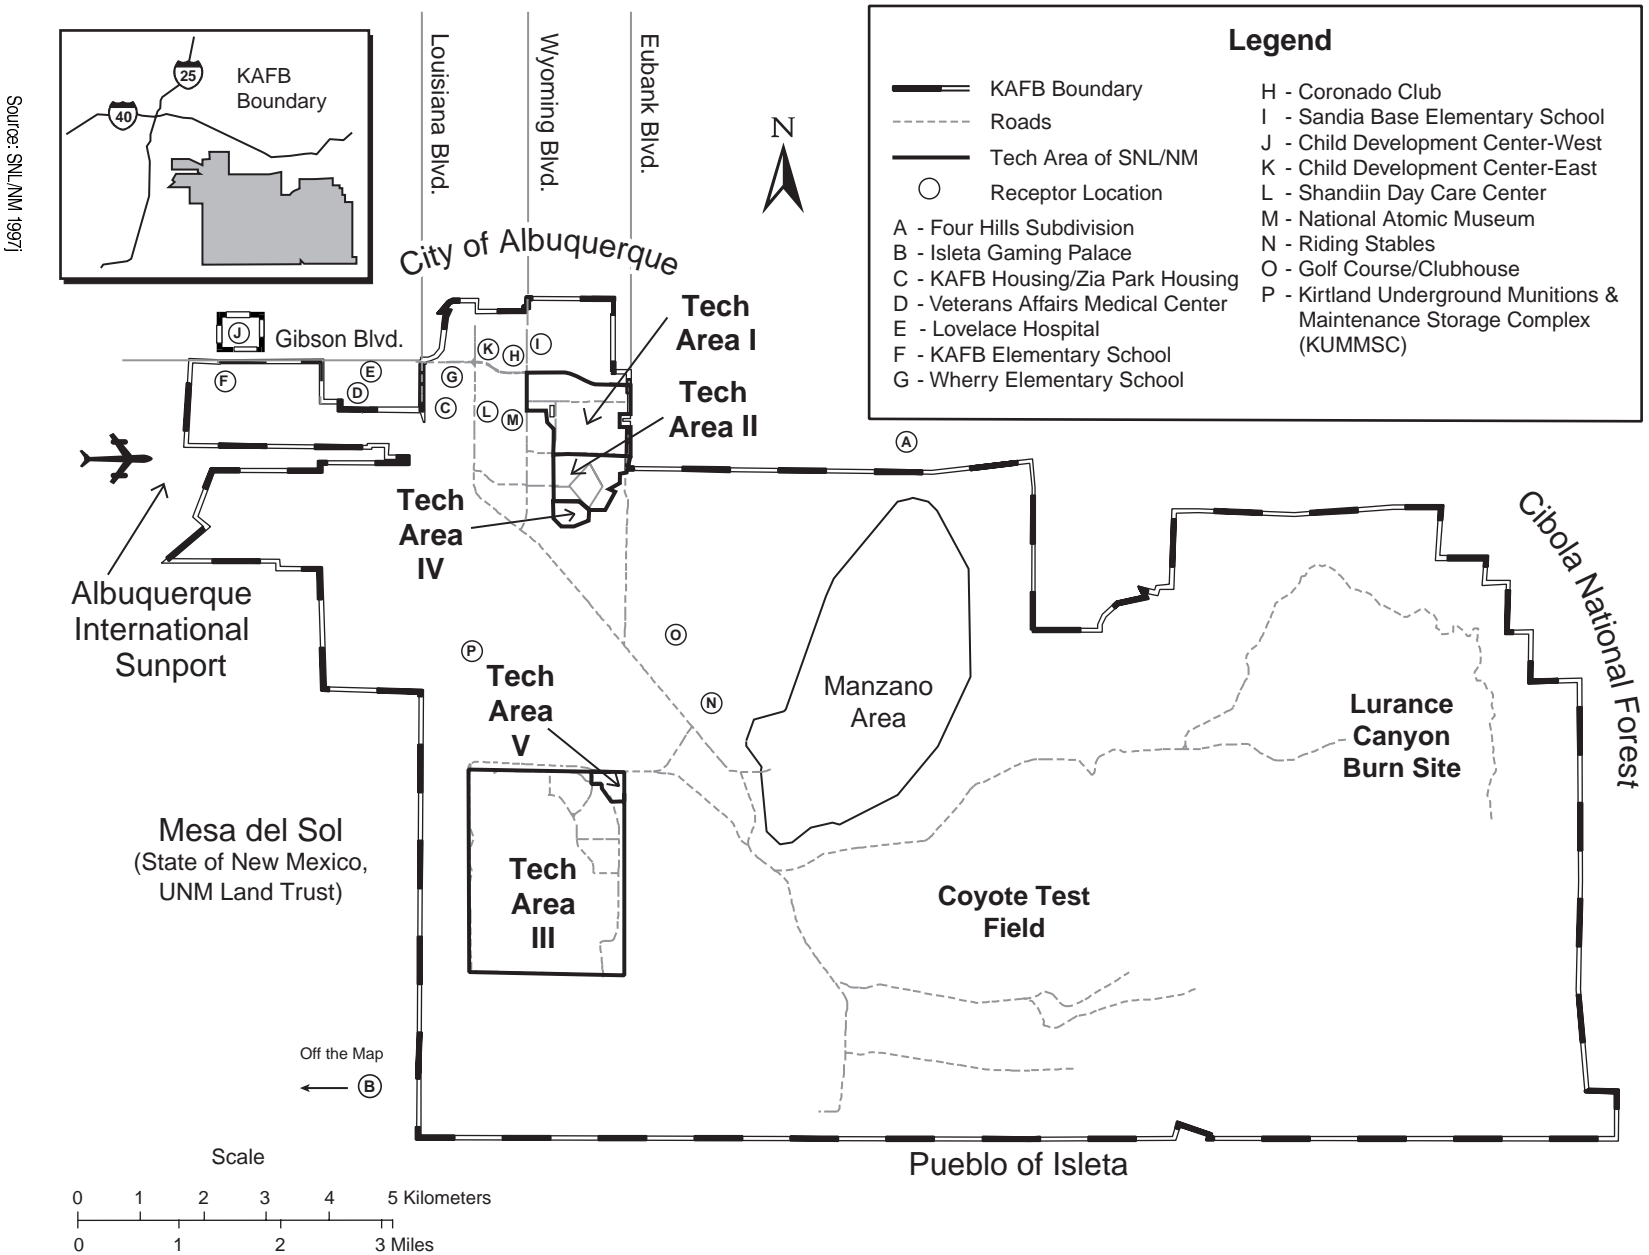 Source: SNL/NM 1997j
25
40
KAFB
Boundary
Louisiana Blvd.
Wyoming Blvd.
Eubank Blvd.
N
Legend
KAFB Boundary
Roads
Tech Area of SNL/NM
Receptor Location
A - Four Hills Subdivision
B - Isleta Gaming Palace
C - KAFB Housing/Zia Park Housing
D - Veterans Affairs Medical Center
E - Lovelace Hospital
F - KAFB Elementary School
G - Wherry Elementary School
H - Coronado Club
I - Sandia Base Elementary School
J - Child Development Center-West
K - Child Development Center-East
L - Shandiin Day Care Center
M - National Atomic Museum
N - Riding Stables
O - Golf Course/Clubhouse
P - Kirtland Underground Munitions &
Maintenance Storage Complex
(KUMMSC)
City of Albuquerque
Tech
Area I
J
Gibson Blvd.
K
H
I
E
F
D
G
C
L
M
Tech
Area II
A
Tech
Area
IV
Albuquerque
International
Sunport
Cibola National Forest
O
P
N
Tech
Area
V
Manzano
Area
Lurance
Canyon
Burn Site
Mesa del Sol
(State of New Mexico,
UNM Land Trust)
Tech
Area
III
Coyote Test
Field
Off the Map
B
Pueblo of Isleta
Scale
0 1 2 3 4 5 Kilometers
0 1 2 3 Miles